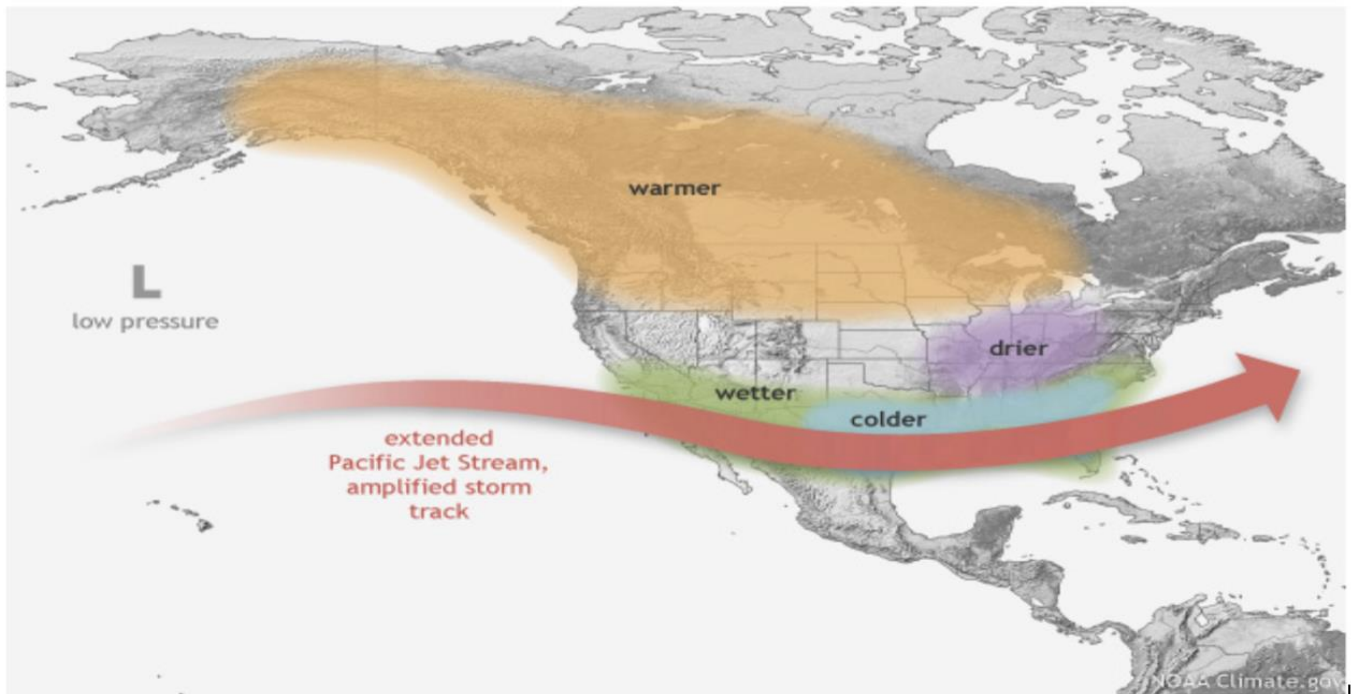 warmer
L
low pressure
drier
wetter
colder
extended
Pacific Jet Stream,
amplified storm
track
NOAA Climate.gov